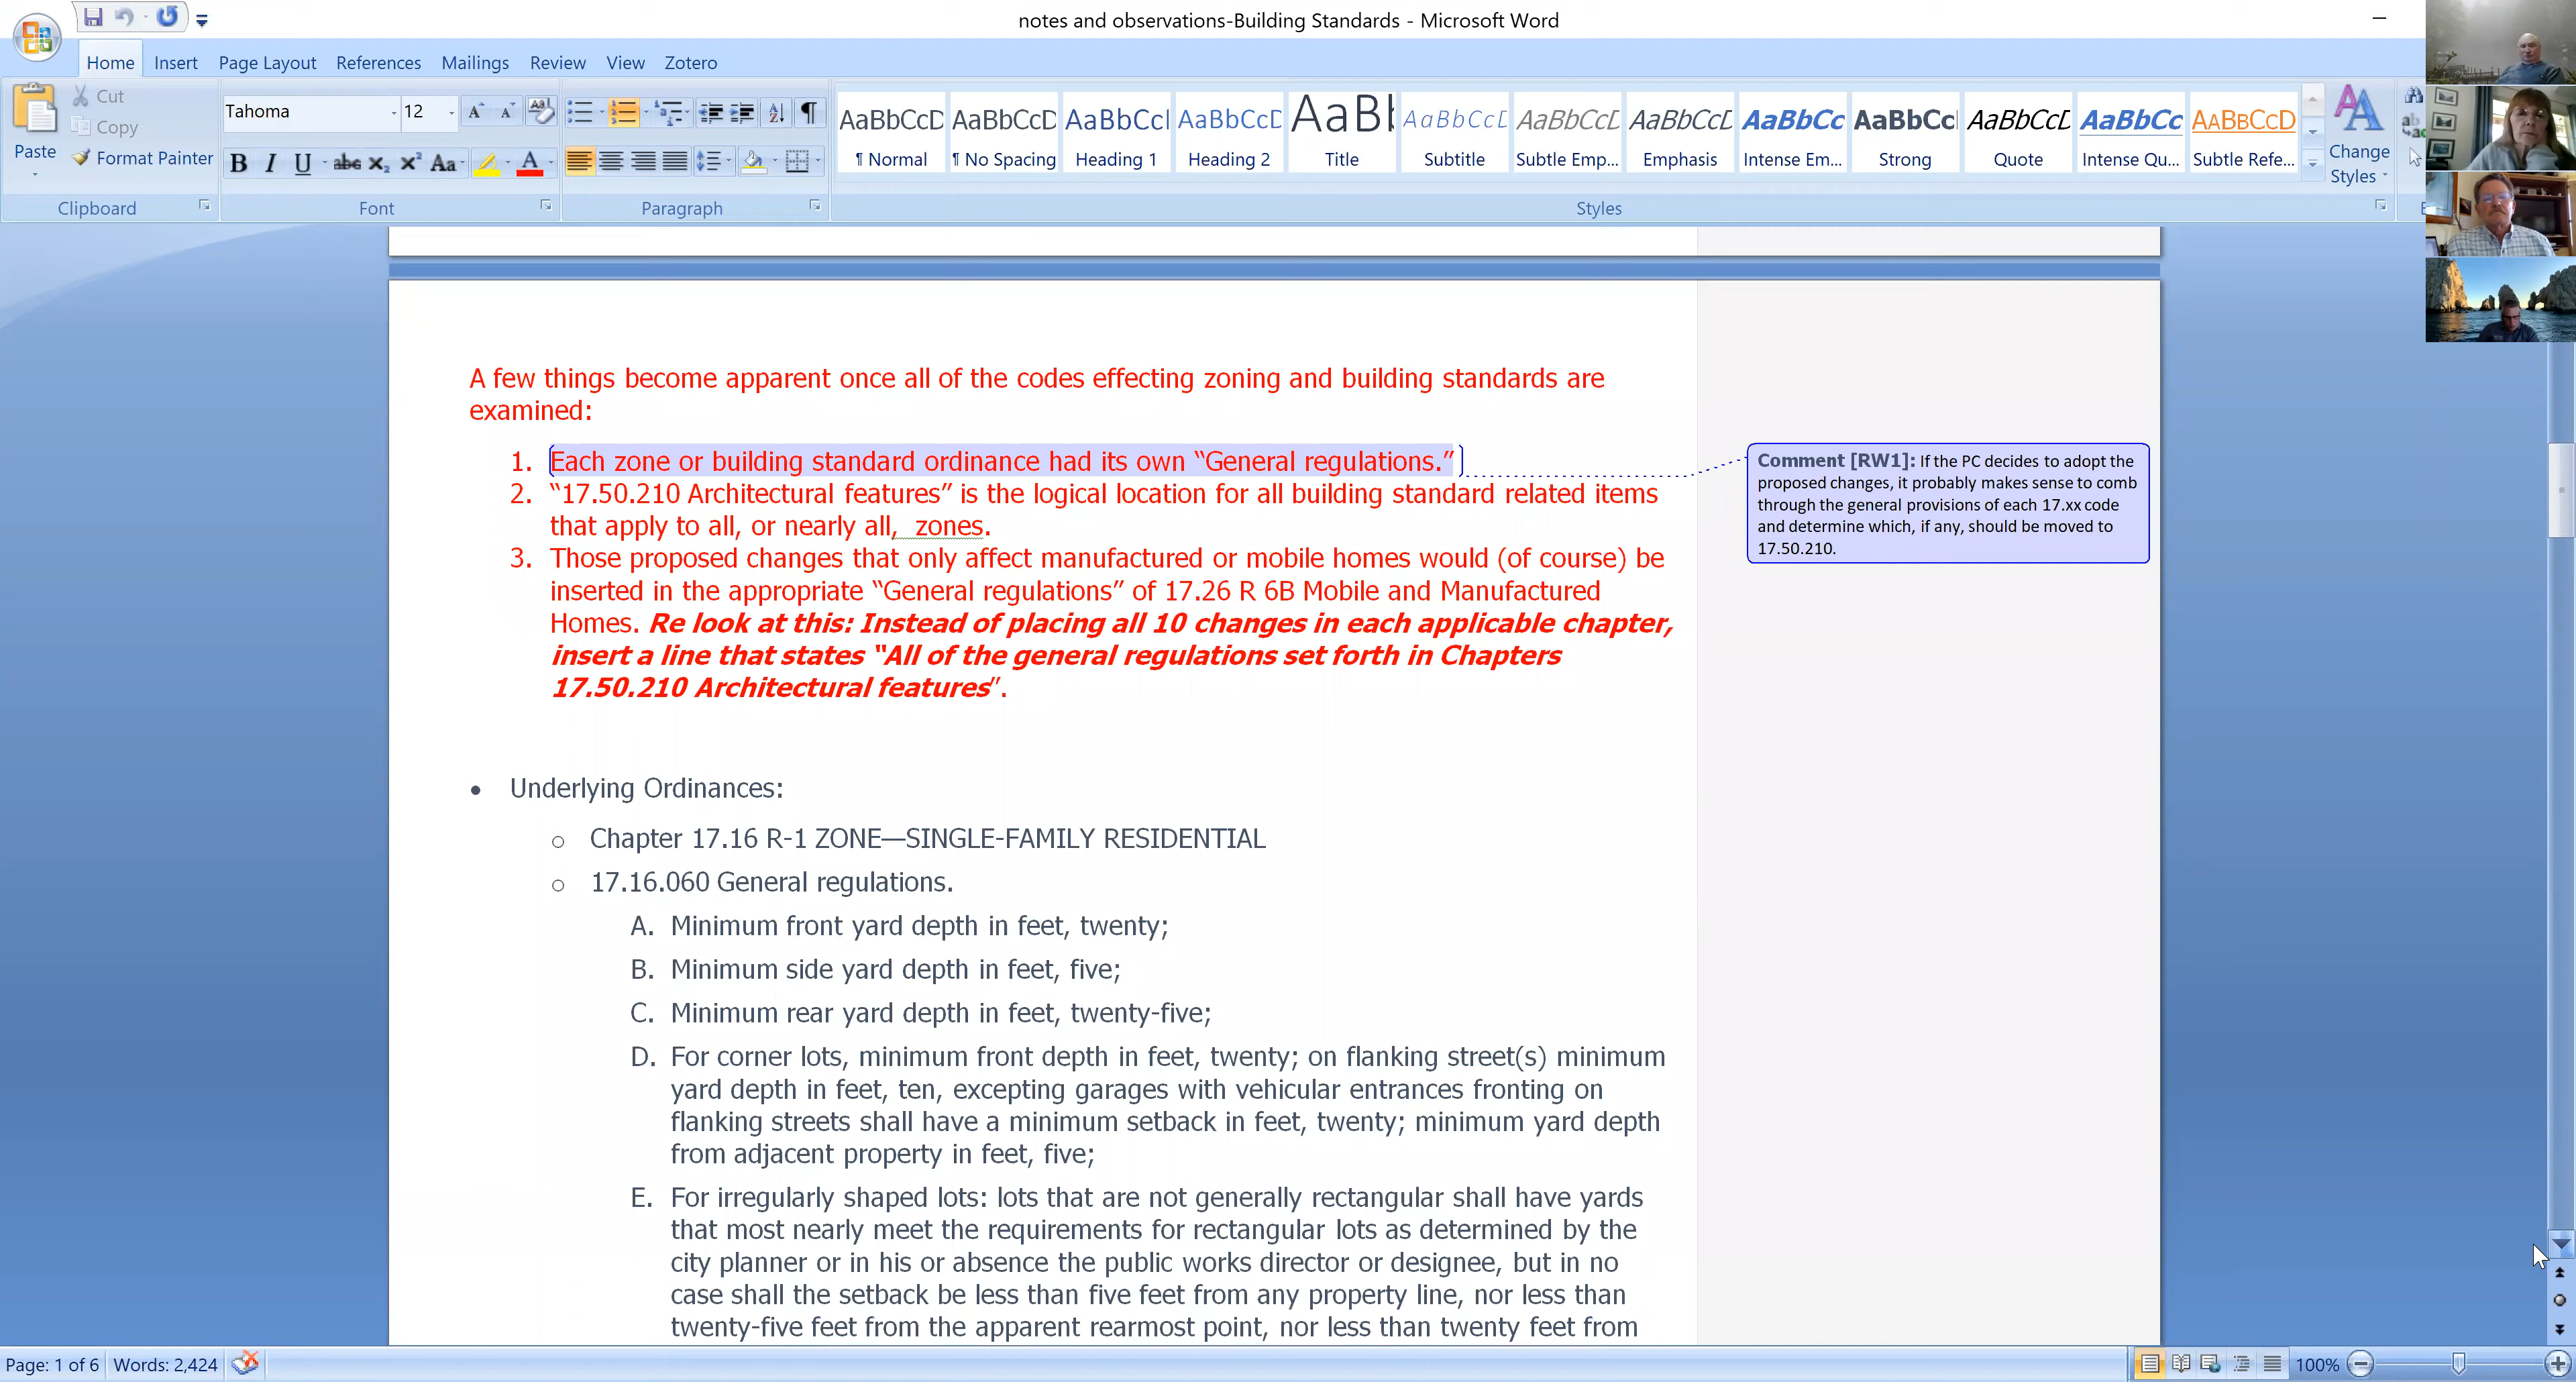 notes and observations-Building Standards - Microsoft Word
Home Insert Page Layout References Mailings Review View Zotero
Paste
Cut
Copy
Format Painter
Clipboard
Tahoma 12
Font
Paragraph
AaBbCcD AaBbCcD AaBbCcl AaBbCcD AaBb AaBbCcD AaBbCcD AaBbCcD AaBbCc AaBbCc AaBbCcD AaBbCc AaBbCcD
¶ Normal ¶ No Spacing Heading 1 Heading 2 Title Subtitle Subtle Emp... Emphasis Intense Em... Strong Quote Intense Qu... Subtle Refe...
Change
Styles
Styles
A few things become apparent once all of the codes effecting zoning and building standards are
examined:
1. Each zone or building standard ordinance had its own “General regulations.”
2. “17.50.210 Architectural features” is the logical location for all building standard related items
that apply to all, or nearly all,  zones.
3. Those proposed changes that only affect manufactured or mobile homes would (of course) be
inserted in the appropriate “General regulations” of 17.26 R 6B Mobile and Manufactured
Homes. Re look at this: Instead of placing all 10 changes in each applicable chapter,
insert a line that states “All of the general regulations set forth in Chapters
17.50.210 Architectural features”.
Comment [RW1]: If the PC decides to adopt the
proposed changes, it probably makes sense to comb
through the general provisions of each 17.xx code
and determine which, if any, should be moved to
17.50.210.
• Underlying Ordinances:
o Chapter 17.16 R-1 ZONE—SINGLE-FAMILY RESIDENTIAL
o 17.16.060 General regulations.
A. Minimum front yard depth in feet, twenty;
B. Minimum side yard depth in feet, five;
C. Minimum rear yard depth in feet, twenty-five;
D. For corner lots, minimum front depth in feet, twenty; on flanking street(s) minimum
yard depth in feet, ten, excepting garages with vehicular entrances fronting on
flanking streets shall have a minimum setback in feet, twenty; minimum yard depth
from adjacent property in feet, five;
E. For irregularly shaped lots: lots that are not generally rectangular shall have yards
that most nearly meet the requirements for rectangular lots as determined by the
city planner or in his or absence the public works director or designee, but in no
case shall the setback be less than five feet from any property line, nor less than
twenty-five feet from the apparent rearmost point, nor less than twenty feet from
Page: 1 of 6 Words: 2,424
100%